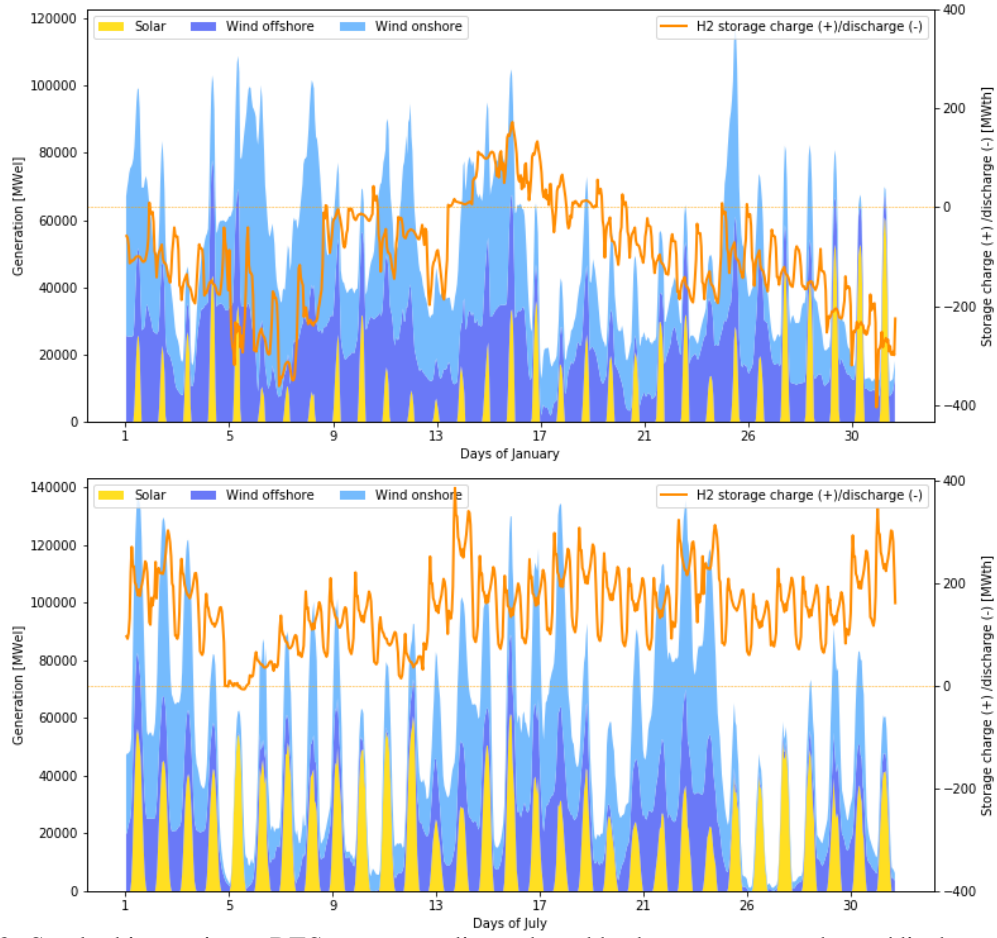 120000
100000
80000
60000
40000
20000
0
Generation [MWel]
Solar
Wind offshore
Wind onshore
H2 storage charge (+)/discharge (-)
400
200
0
−200
−400
Storage charge (+) /discharge (-) [MWth]
1 5 9 13 17 21 26 30
Days of January
140000
120000
100000
80000
60000
40000
20000
0
Generation [MWel]
Solar
Wind offshore
Wind onshore
H2 storage charge (+)/discharge (-)
400
200
0
−200
−400
Storage charge (+) /discharge (-) [MWth]
1 5 9 13 17 21 26 30
Days of July